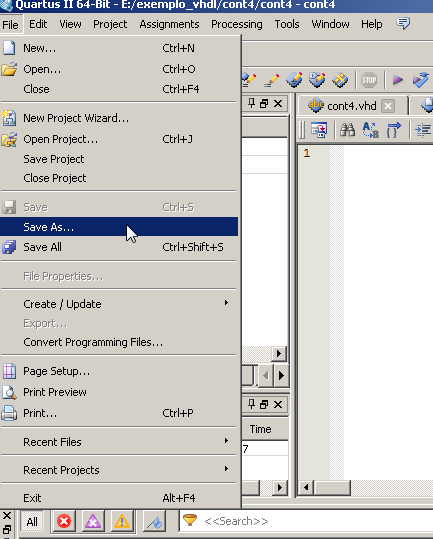 Quartus II 64-Bit - E:/exemplo_vhdl/cont4/cont4 - cont4
File Edit View Project Assignments Processing Tools Window Help
New... Ctrl+N
Open... Ctrl+O
Close Ctrl+F4
New Project Wizard...
Open Project... Ctrl+J
Save Project
Close Project
Save Ctrl+S
Save As...
Save All Ctrl+Shift+S
File Properties...
Create / Update
Export...
Convert Programming Files...
Page Setup...
Print Preview
Print... Ctrl+P
Recent Files
Recent Projects
Exit Alt+F4
STOP
cont4.vhd
1
Time
7
All
<<Search>>